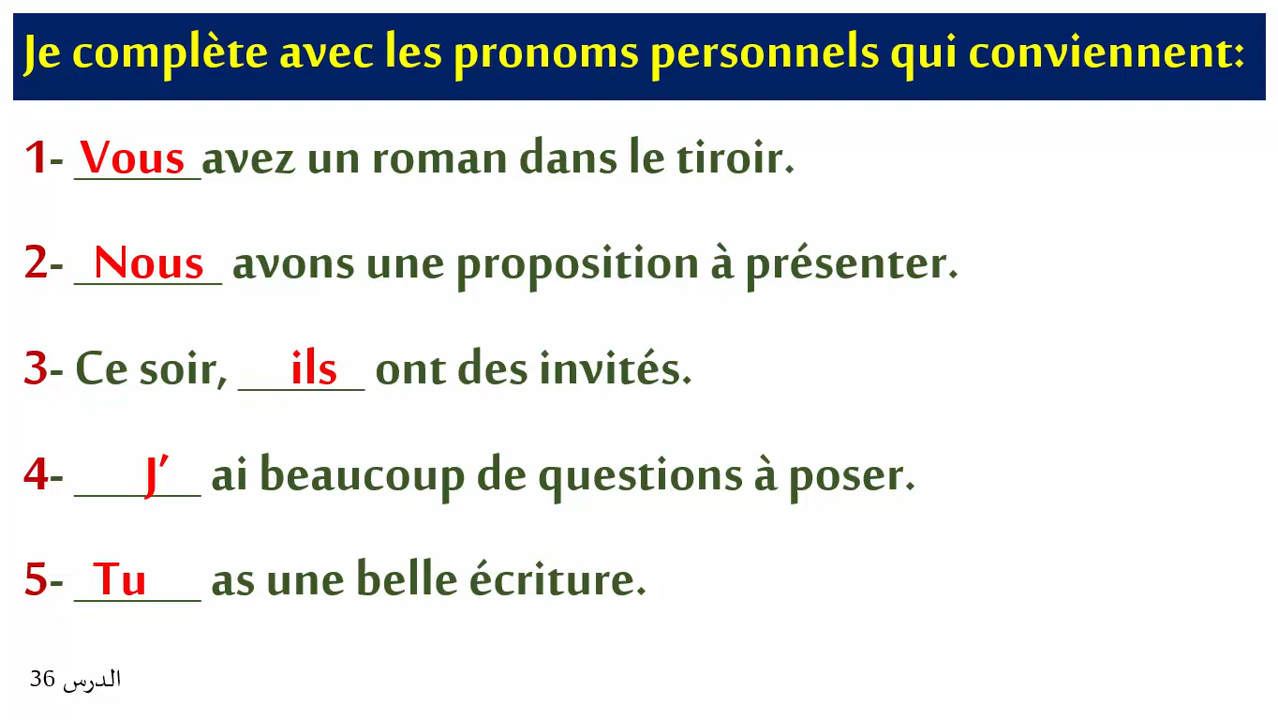 Je complète avec les pronoms personnels qui conviennent:
1- Vous avez un roman dans le tiroir.
2- Nous avons une proposition à présenter.
3- Ce soir, ils ont des invités.
4- J’ ai beaucoup de questions à poser.
5- Tu as une belle écriture.
الدرس 36